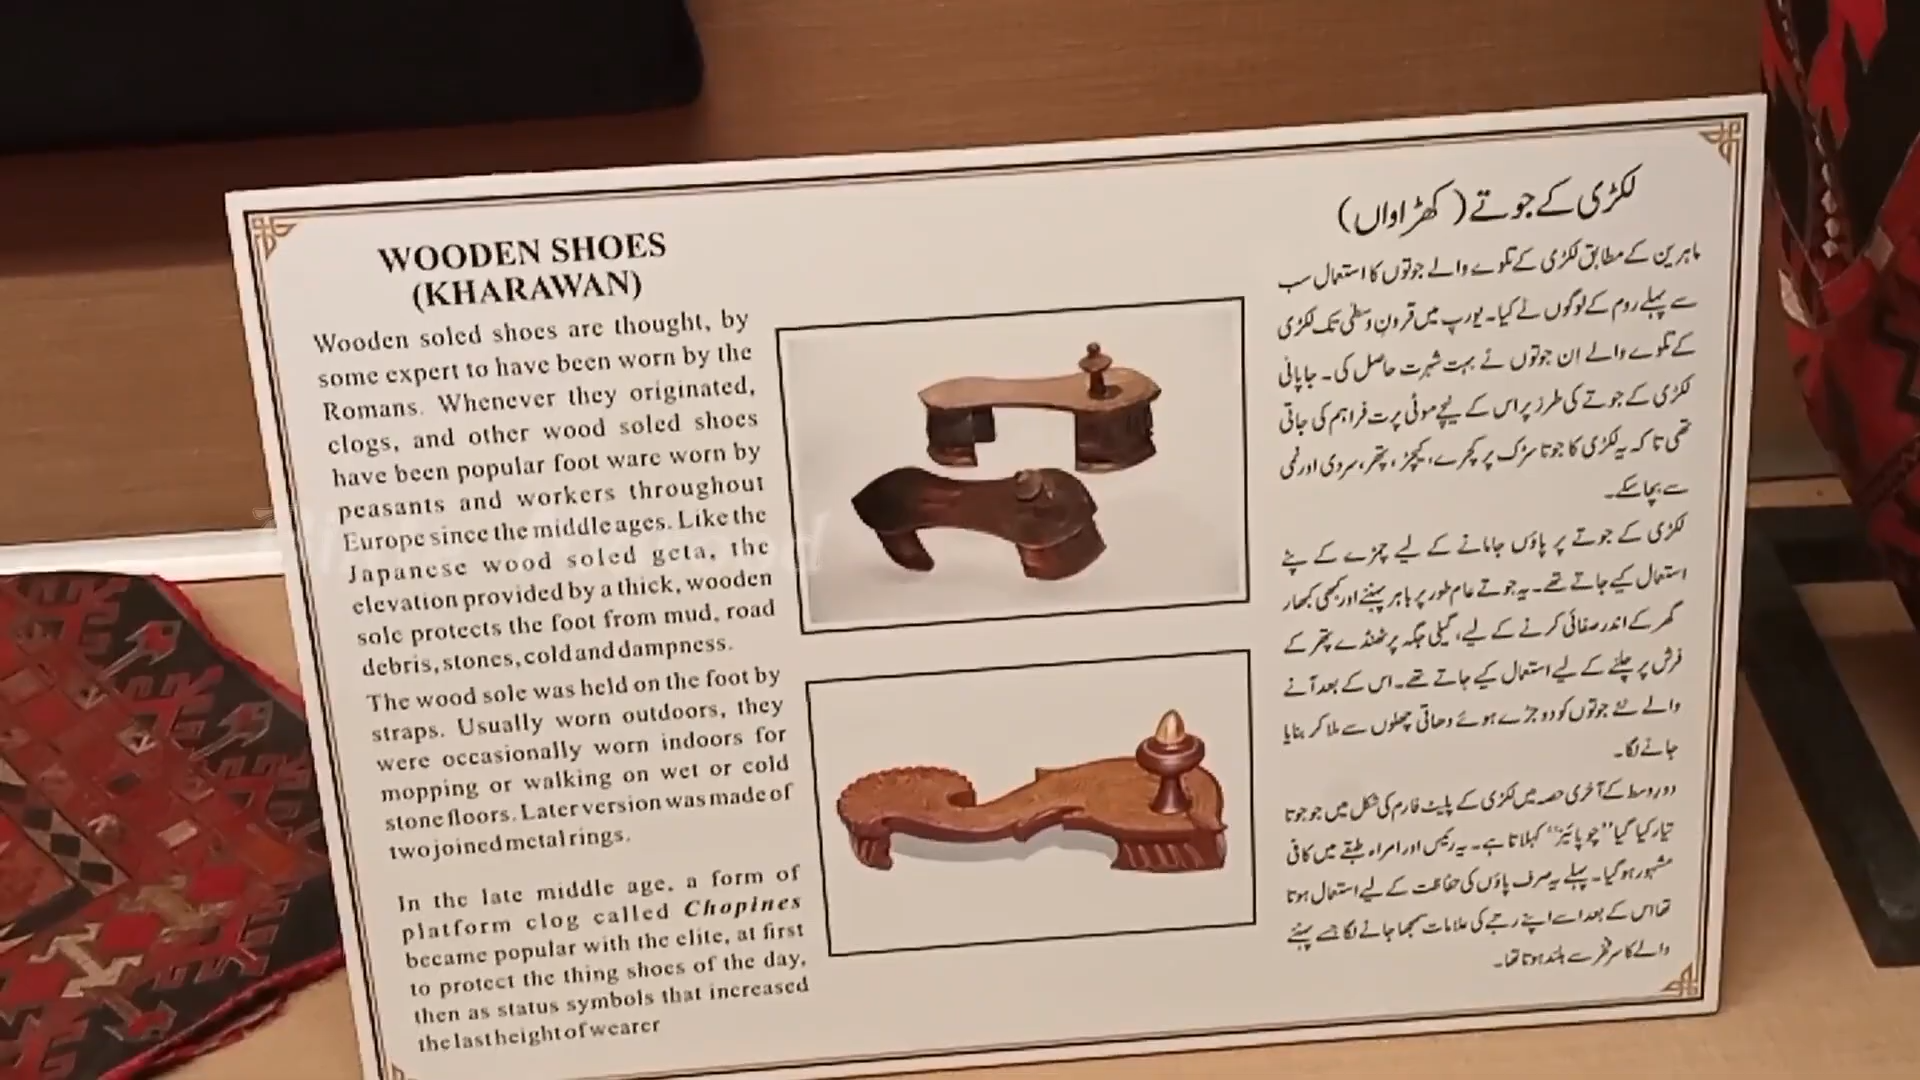 WOODEN SHOES
(KHARAWAN)
Wooden soled shoes are thought, by
some expert to have been worn by the
Romans. Whenever they originated,
clogs, and other wood soled shoes
have been popular foot ware worn by
peasants and workers throughout
Europe since the middle ages. Like the
Japanese wood soled geta, the
elevation provided by a thick, wooden
sole protects the foot from mud, road
debris, stones, cold and dampness.
The wood sole was held on the foot by
straps. Usually worn outdoors, they
were occasionally worn indoors for
mopping or walking on wet or cold
stone floors. Later version was made of
two joined metal rings.
In the late middle age, a form of
platform clog called Chopines
became popular with the elite, at first
to protect the thing shoes of the day,
then as status symbols that increased
the last height of wearer
لکڑی کے جوتے (کھڑاواں)
ماہرین کے مطابق لکڑی کے تلوے والے جوتوں کا استعمال سب
سے پہلے روم کے لوگوں نے کیا۔ یورپ میں قرونِ وسطٰی تک لکڑی
کے تلوے والے ان جوتوں نے بہت شہرت حاصل کی۔ جاپانی
لکڑی کے جوتے کی طرز پر اس کے نیچے موٹی پرت فراہم کی جاتی
تھی تا کہ یہ لکڑی کا جوتا سڑک پر کچرے، کیچڑ، پتھر، سردی اور نمی
سے بچا سکے۔
لکڑی کے جوتے پر پاؤں جمانے کے لیے چمڑے کے پٹے
استعمال کیے جاتے تھے۔ یہ جوتے عام طور پر باہر پہننے اور کبھی کبھار
گھر کے اندر صفائی کرنے کے لیے، گیلی جگہ پر ٹھنڈے پتھر کے
فرش پر چلنے کے لیے استعمال کیے جاتے تھے۔ اس کے بعد آنے
والے نئے جوتوں کو دو جڑے ہوئے دھاتی چھلوں سے ملا کر بنایا
جانے لگا۔
دورِ وسط کے آخری حصہ میں لکڑی کے پلیٹ فارم کی شکل میں جو جوتا
تیار کیا گیا "چوپائنیز" کہلاتا ہے۔ یہ رئیس اور امراء طبقے میں کافی
مشہور ہو گیا۔ پہلے یہ صرف پاؤں کی حفاظت کے لیے استعمال ہوتا
تھا اس کے بعد اسے اپنے رتبے کی علامات سمجھا جانے لگا جسے پہننے
والے کا سر فخر سے بلند ہوتا تھا۔